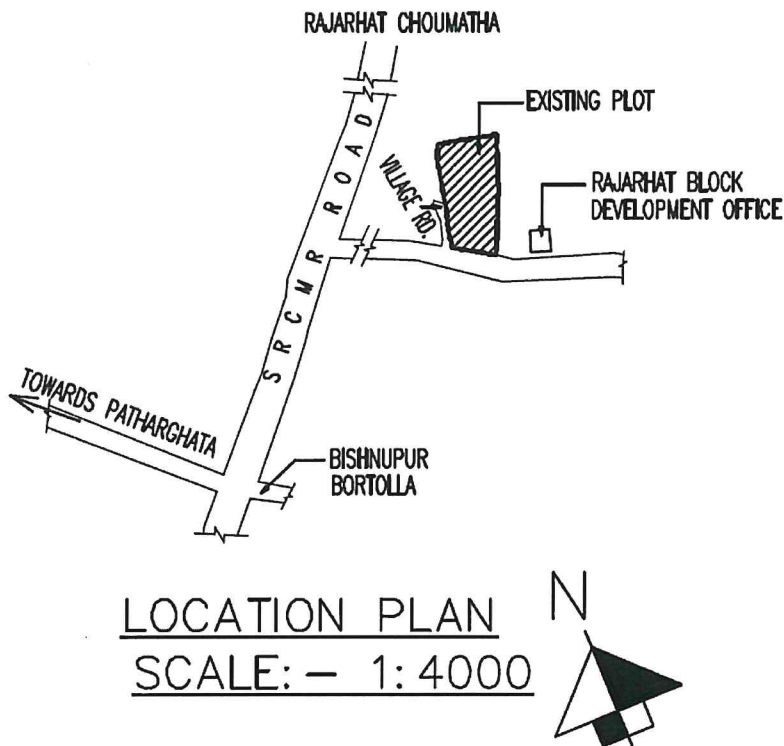 RAJARHAT CHOUMATHA
EXISTING PLOT
SRCMR ROAD
VILLAGE RD.
RAJARHAT BLOCK
DEVELOPMENT OFFICE
TOWARDS PATHARGHATA
BISHNUPUR
BORTOLLA
LOCATION PLAN
SCALE: – 1:4000
N